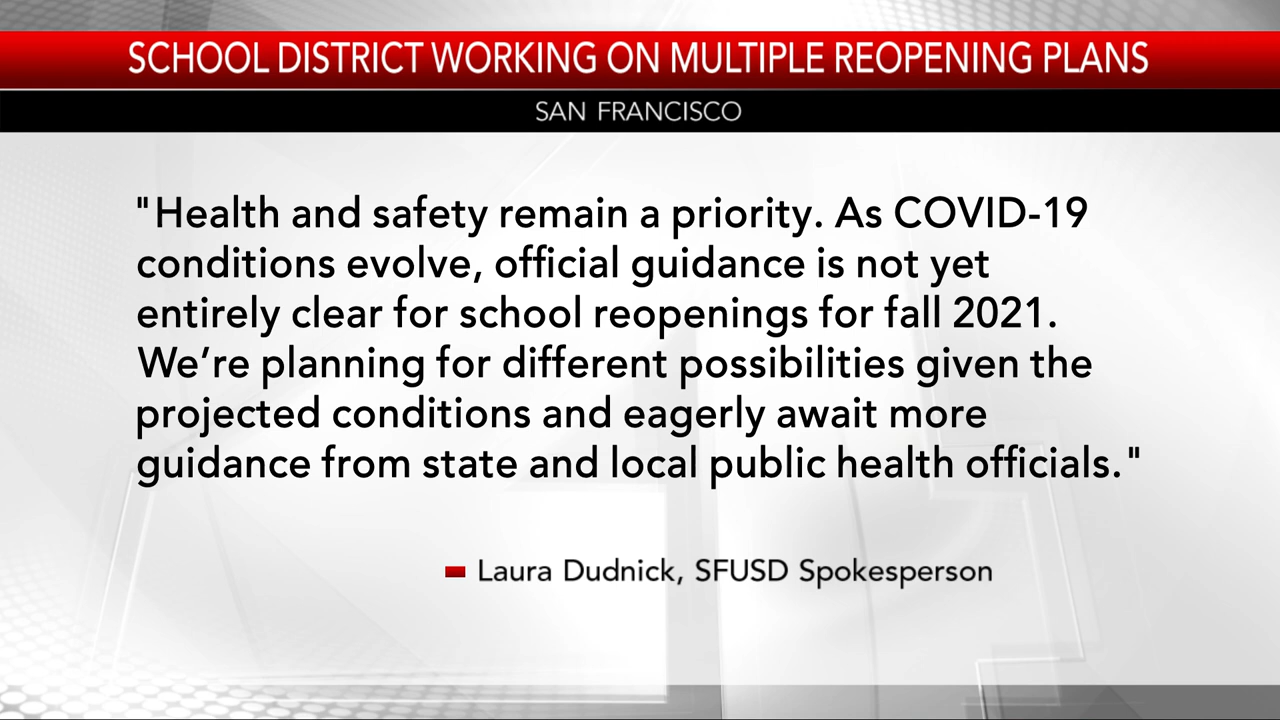 SCHOOL DISTRICT WORKING ON MULTIPLE REOPENING PLANS
SAN FRANCISCO
"Health and safety remain a priority. As COVID-19
conditions evolve, official guidance is not yet
entirely clear for school reopenings for fall 2021.
We’re planning for different possibilities given the
projected conditions and eagerly await more
guidance from state and local public health officials."
Laura Dudnick, SFUSD Spokesperson